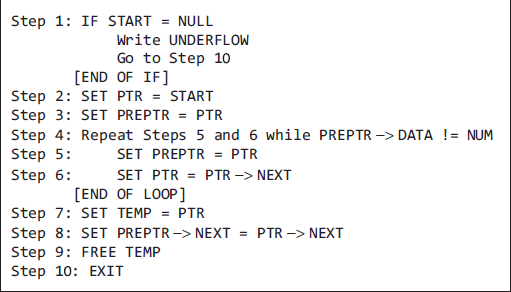 Step 1: IF START = NULL
Write UNDERFLOW
Go to Step 10
[END OF IF]
Step 2: SET PTR = START
Step 3: SET PREPTR = PTR
Step 4: Repeat Steps 5 and 6 while PREPTR -> DATA != NUM
Step 5: SET PREPTR = PTR
Step 6: SET PTR = PTR -> NEXT
[END OF LOOP]
Step 7: SET TEMP = PTR
Step 8: SET PREPTR -> NEXT = PTR -> NEXT
Step 9: FREE TEMP
Step 10: EXIT